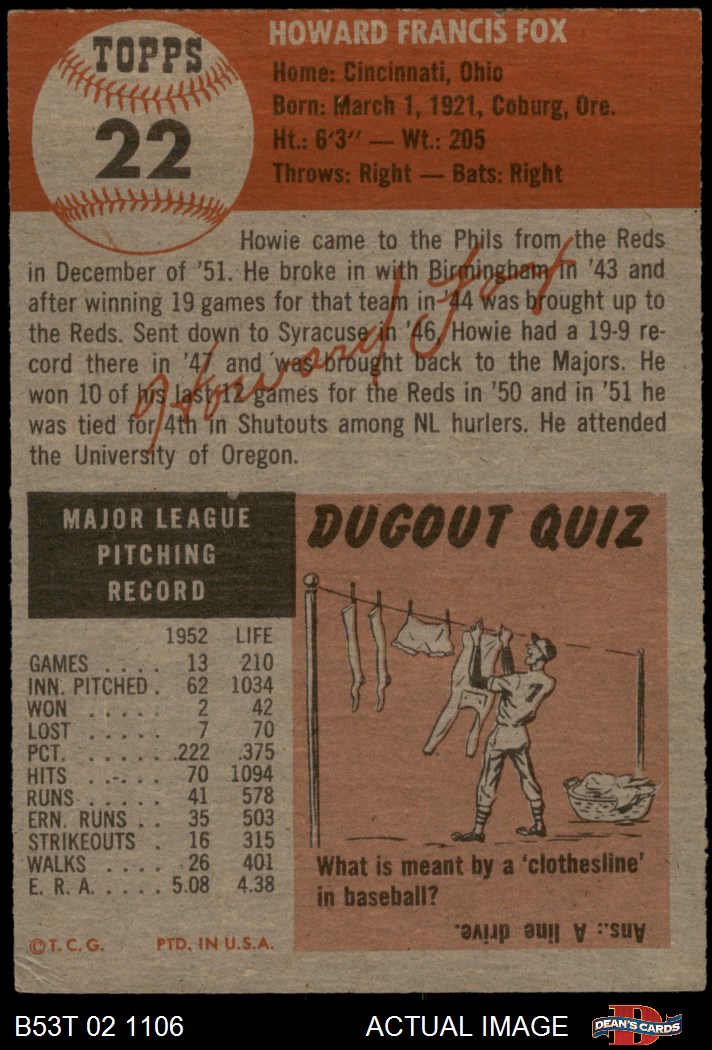 TOPPS
22
HOWARD FRANCIS FOX
Home: Cincinnati, Ohio
Born: March 1, 1921, Coburg, Ore.
Ht.: 6'3" — Wt.: 205
Throws: Right — Bats: Right
Howie came to the Phils from the Reds
in December of '51. He broke in with Birmingham in '43 and
after winning 19 games for that team in '44 was brought up to
the Reds. Sent down to Syracuse in '46, Howie had a 19-9 re-
cord there in '47 and was brought back to the Majors. He
won 10 of his last 12 games for the Reds in '50 and in '51 he
was tied for 4th in Shutouts among NL hurlers. He attended
the University of Oregon.
Howard Fox
MAJOR LEAGUE
PITCHING
RECORD
1952 LIFE
GAMES . . . . 13 210
INN. PITCHED . 62 1034
WON . . . . . 2 42
LOST . . . . . 7 70
PCT. . . . . . .222 .375
HITS . . . . . 70 1094
RUNS . . . . . 41 578
ERN. RUNS . . 35 503
STRIKEOUTS . 16 315
WALKS . . . . 26 401
E. R. A. . . . . 5.08 4.38
© T. C. G. PTD. IN U.S.A.
DUGOUT QUIZ
7
What is meant by a 'clothesline'
in baseball?
Ans.: A line drive.
B53T 02 1106
ACTUAL IMAGE
D
DEAN'S CARDS